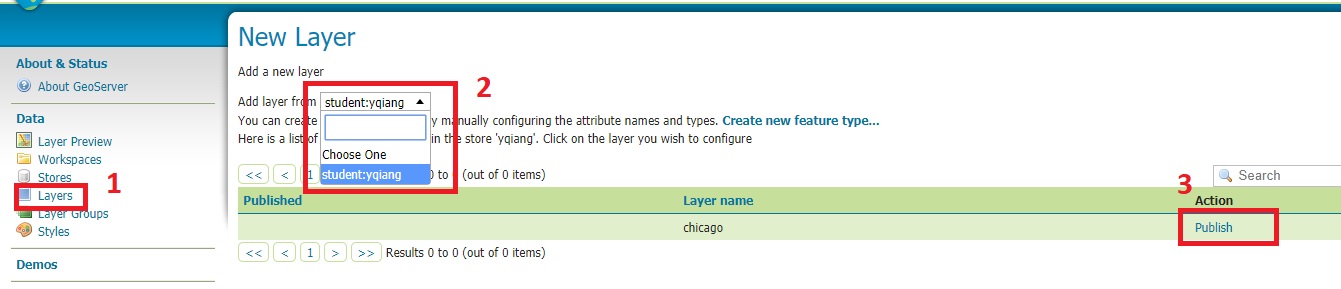 New Layer
About & Status
About GeoServer
Data
Layer Preview
Workspaces
Stores
1
Layers
Layer Groups
Styles
Demos
Add a new layer
2
Add layer from student:yqiang
You can create y manually configuring the attribute names and types. Create new feature type...
Here is a list of in the store 'yqiang'. Click on the layer you wish to configure
Choose One
student:yqiang
<< < 1 0 to 0 (out of 0 items) Search
3
Published Layer name Action
chicago Publish
<< < 1 > >> Results 0 to 0 (out of 0 items)